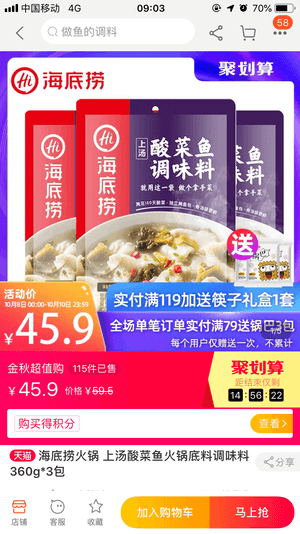 中国移动 4G
09:03
70%
做鱼的调料
58
Hi 海底捞
聚划算
Hi
海底捞
上汤
酸菜鱼
调味料
就用这一袋 做个拿手菜
送
活动价
10月8日 00:00-10月10日 23:59
¥45.9
实付满119加送筷子礼盒1套
全场单笔订单实付满79送锅巴3包
每个用户仅赠送一次，不累计
金秋超值购 115件已售
¥45.9 价格 ¥59.5
聚划算
距结束仅剩
14:56:22
购买得积分
查看
天猫 海底捞火锅 上汤酸菜鱼火锅底料调味料
360g*3包
分享
店铺
客服
收藏
加入购物车
马上抢